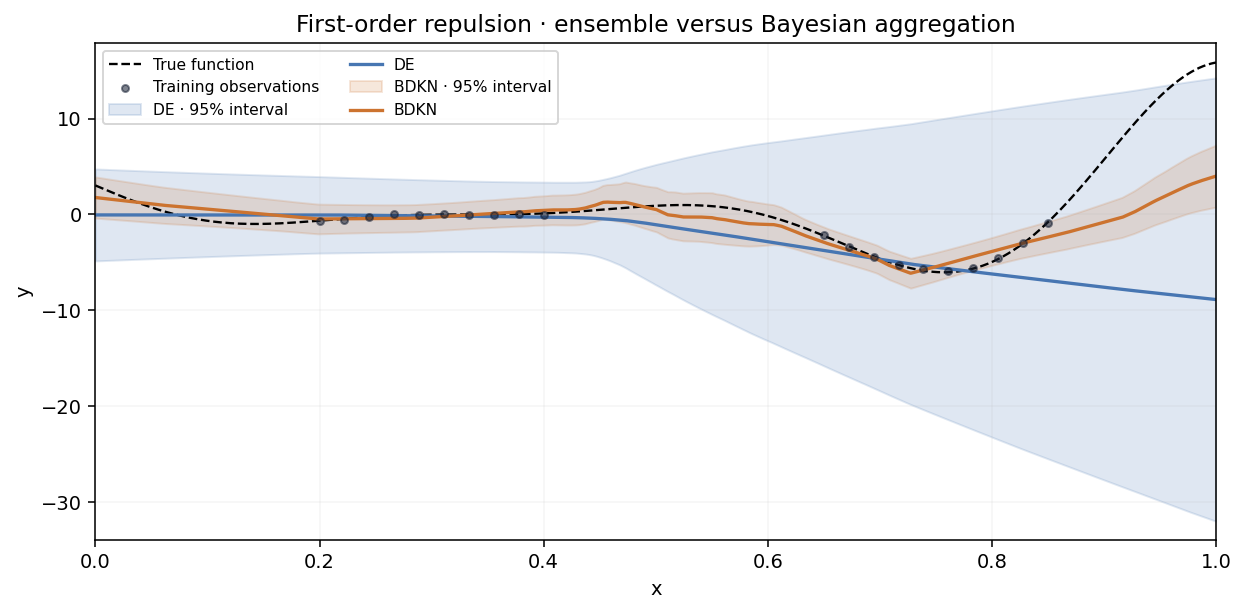 First-order repulsion · ensemble versus Bayesian aggregation
True function
Training observations
DE · 95% interval
DE
BDKN · 95% interval
BDKN
y
10
0
−10
−20
−30
0.0
0.2
0.4
0.6
0.8
1.0
x